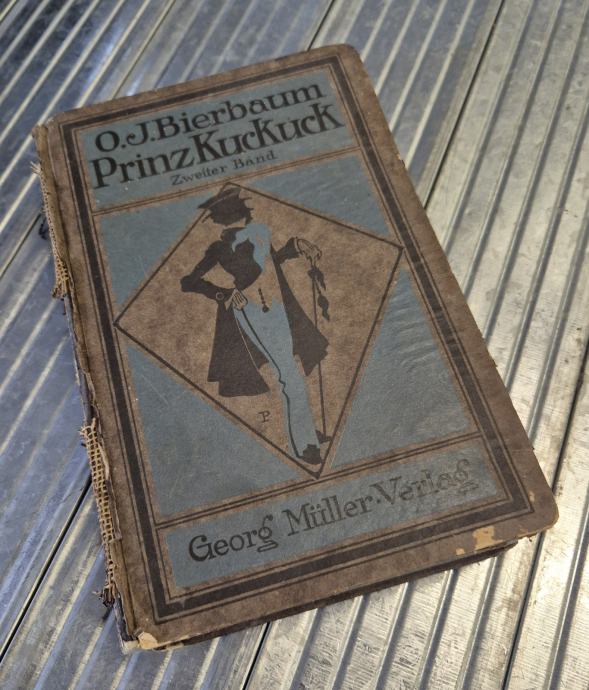 O.J.Bierbaum
Prinz Kuckuck
Zweiter Band
P
Georg Müller-Verlag